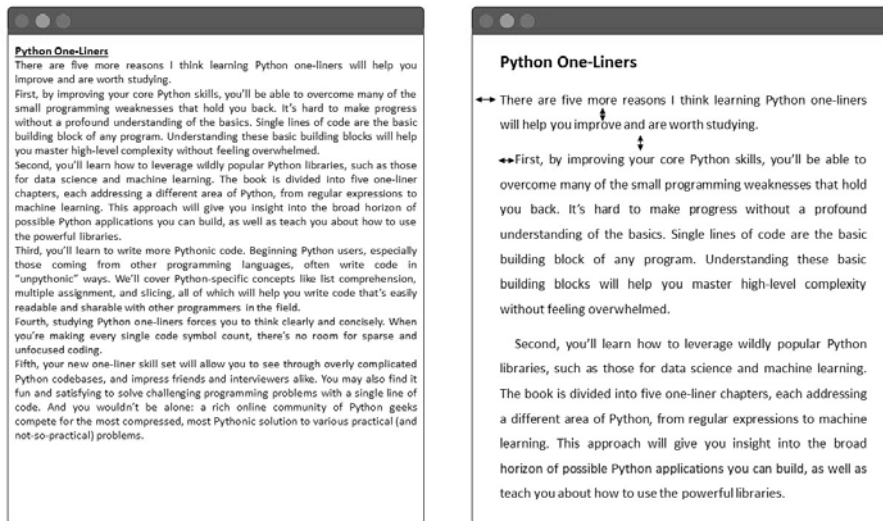 Python One-Liners
There are five more reasons I think learning Python one-liners will help you
improve and are worth studying.
First, by improving your core Python skills, you'll be able to overcome many of the
small programming weaknesses that hold you back. It's hard to make progress
without a profound understanding of the basics. Single lines of code are the basic
building block of any program. Understanding these basic building blocks will help
you master high-level complexity without feeling overwhelmed.
Second, you'll learn how to leverage wildly popular Python libraries, such as those
for data science and machine learning. The book is divided into five one-liner
chapters, each addressing a different area of Python, from regular expressions to
machine learning. This approach will give you insight into the broad horizon of
possible Python applications you can build, as well as teach you about how to use
the powerful libraries.
Third, you'll learn to write more Pythonic code. Beginning Python users, especially
those coming from other programming languages, often write code in
"unpythonic" ways. We'll cover Python-specific concepts like list comprehension,
multiple assignment, and slicing, all of which will help you write code that's easily
readable and sharable with other programmers in the field.
Fourth, studying Python one-liners forces you to think clearly and concisely. When
you're making every single code symbol count, there's no room for sparse and
unfocused coding.
Fifth, your new one-liner skill set will allow you to see through overly complicated
Python codebases, and impress friends and interviewers alike. You may also find it
fun and satisfying to solve challenging programming problems with a single line of
code. And you wouldn't be alone: a rich online community of Python geeks
compete for the most compressed, most Pythonic solution to various practical (and
not-so-practical) problems.
Python One-Liners
There are five more reasons I think learning Python one-liners
will help you improve and are worth studying.
First, by improving your core Python skills, you'll be able to
overcome many of the small programming weaknesses that hold
you back. It's hard to make progress without a profound
understanding of the basics. Single lines of code are the basic
building block of any program. Understanding these basic
building blocks will help you master high-level complexity
without feeling overwhelmed.
Second, you'll learn how to leverage wildly popular Python
libraries, such as those for data science and machine learning.
The book is divided into five one-liner chapters, each addressing
a different area of Python, from regular expressions to machine
learning. This approach will give you insight into the broad
horizon of possible Python applications you can build, as well as
teach you about how to use the powerful libraries.